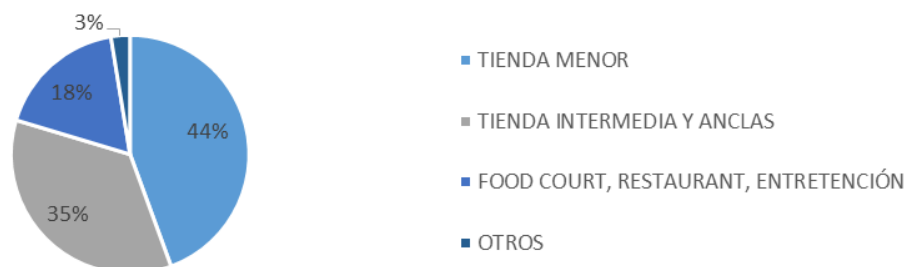 3%
18%
44%
35%
TIENDA MENOR
TIENDA INTERMEDIA Y ANCLAS
FOOD COURT, RESTAURANT, ENTRETENCIÓN
OTROS